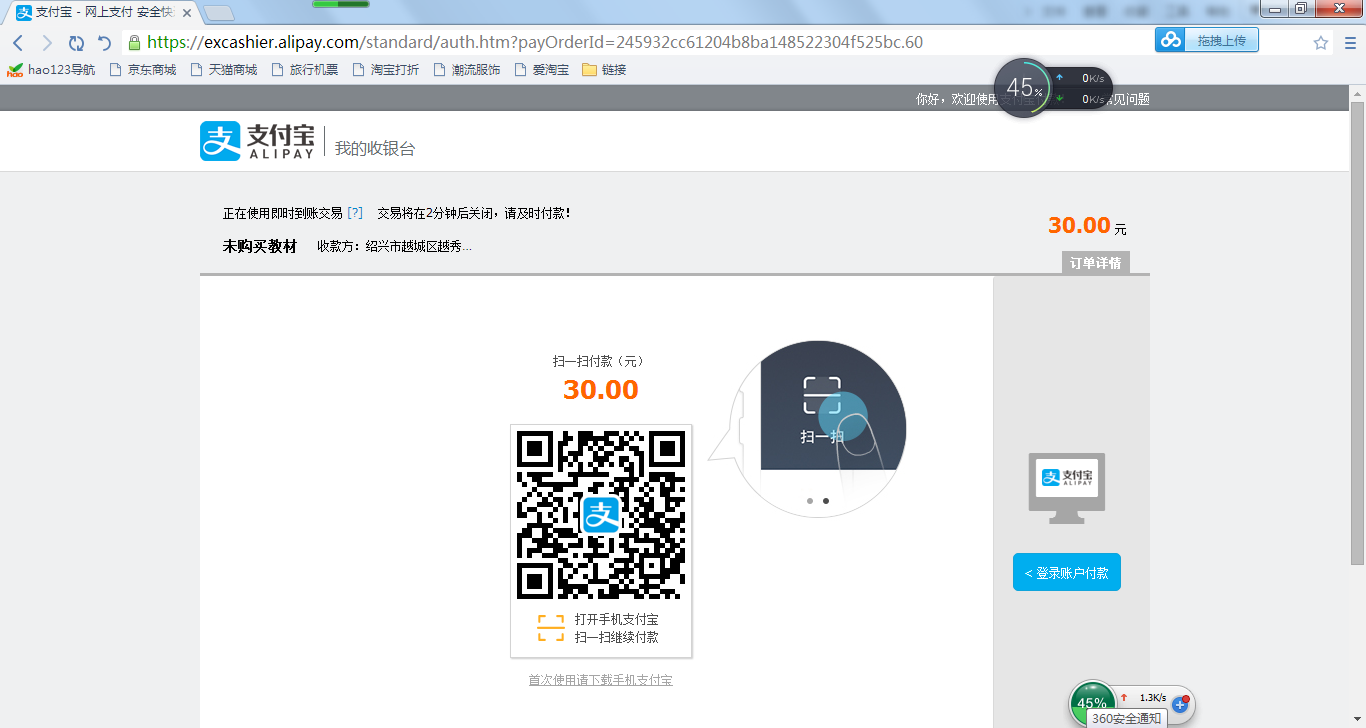 支付宝 - 网上支付 安全快
https://excashier.alipay.com/standard/auth.htm?payOrderId=245932cc61204b8ba148522304f525bc.60
拖拽上传
hao123导航 京东商城 天猫商城 旅行机票 淘宝打折 潮流服饰 爱淘宝 链接
45%
0K/s
0K/s
你好，欢迎使用支付宝 常见问题
支付宝
ALIPAY
我的收银台
正在使用即时到账交易 [?] 交易将在2分钟后关闭，请及时付款！
30.00 元
未购买教材 收款方：绍兴市越城区越秀...
订单详情
扫一扫付款（元）
30.00
扫一扫
支
支付宝
ALIPAY
< 登录账户付款
打开手机支付宝
扫一扫继续付款
首次使用请下载手机支付宝
45%
1.3K/s
360安全通知